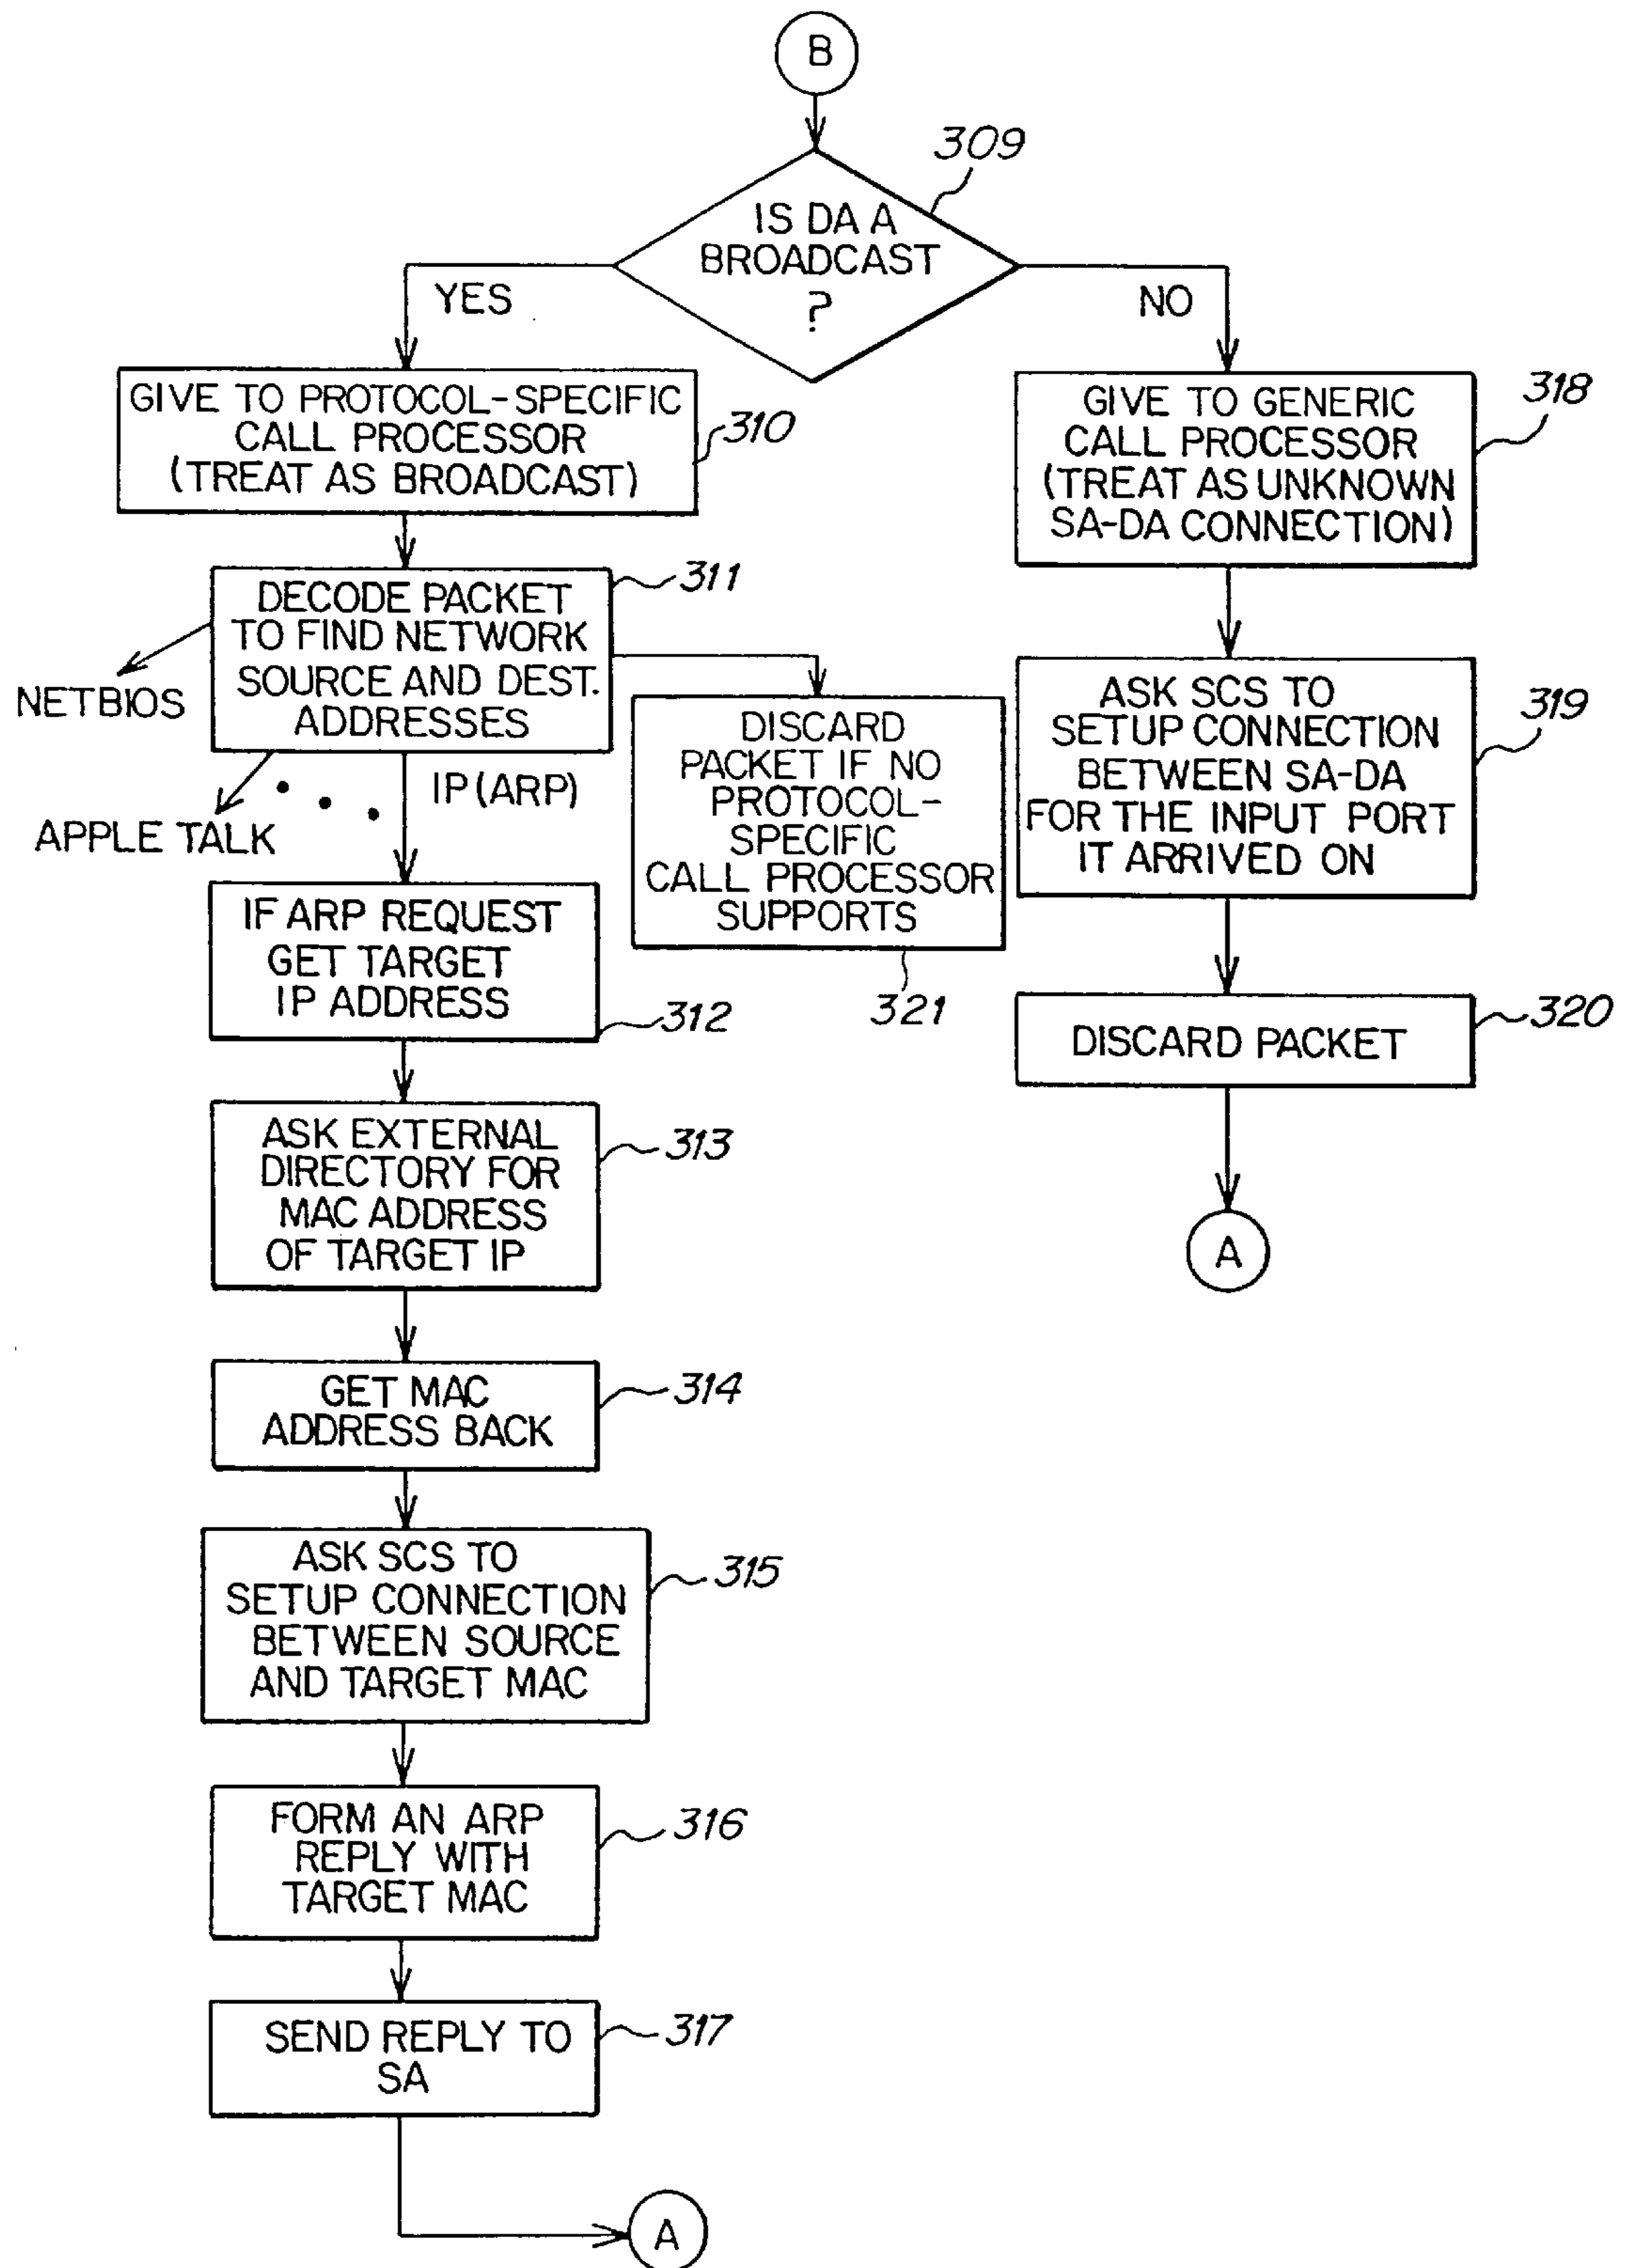 B
309
IS DA A
BROADCAST
?
YES
NO
GIVE TO PROTOCOL-SPECIFIC
CALL PROCESSOR
(TREAT AS BROADCAST)
310
GIVE TO GENERIC
CALL PROCESSOR
(TREAT AS UNKNOWN
SA-DA CONNECTION)
318
DECODE PACKET
TO FIND NETWORK
SOURCE AND DEST.
ADDRESSES
311
NETBIOS
APPLE TALK
IP (ARP)
DISCARD
PACKET IF NO
PROTOCOL-
SPECIFIC
CALL PROCESSOR
SUPPORTS
321
ASK SCS TO
SETUP CONNECTION
BETWEEN SA-DA
FOR THE INPUT PORT
IT ARRIVED ON
319
IF ARP REQUEST
GET TARGET
IP ADDRESS
312
DISCARD PACKET
320
ASK EXTERNAL
DIRECTORY FOR
MAC ADDRESS
OF TARGET IP
313
A
GET MAC
ADDRESS BACK
314
ASK SCS TO
SETUP CONNECTION
BETWEEN SOURCE
AND TARGET MAC
315
FORM AN ARP
REPLY WITH
TARGET MAC
316
SEND REPLY TO
SA
317
A